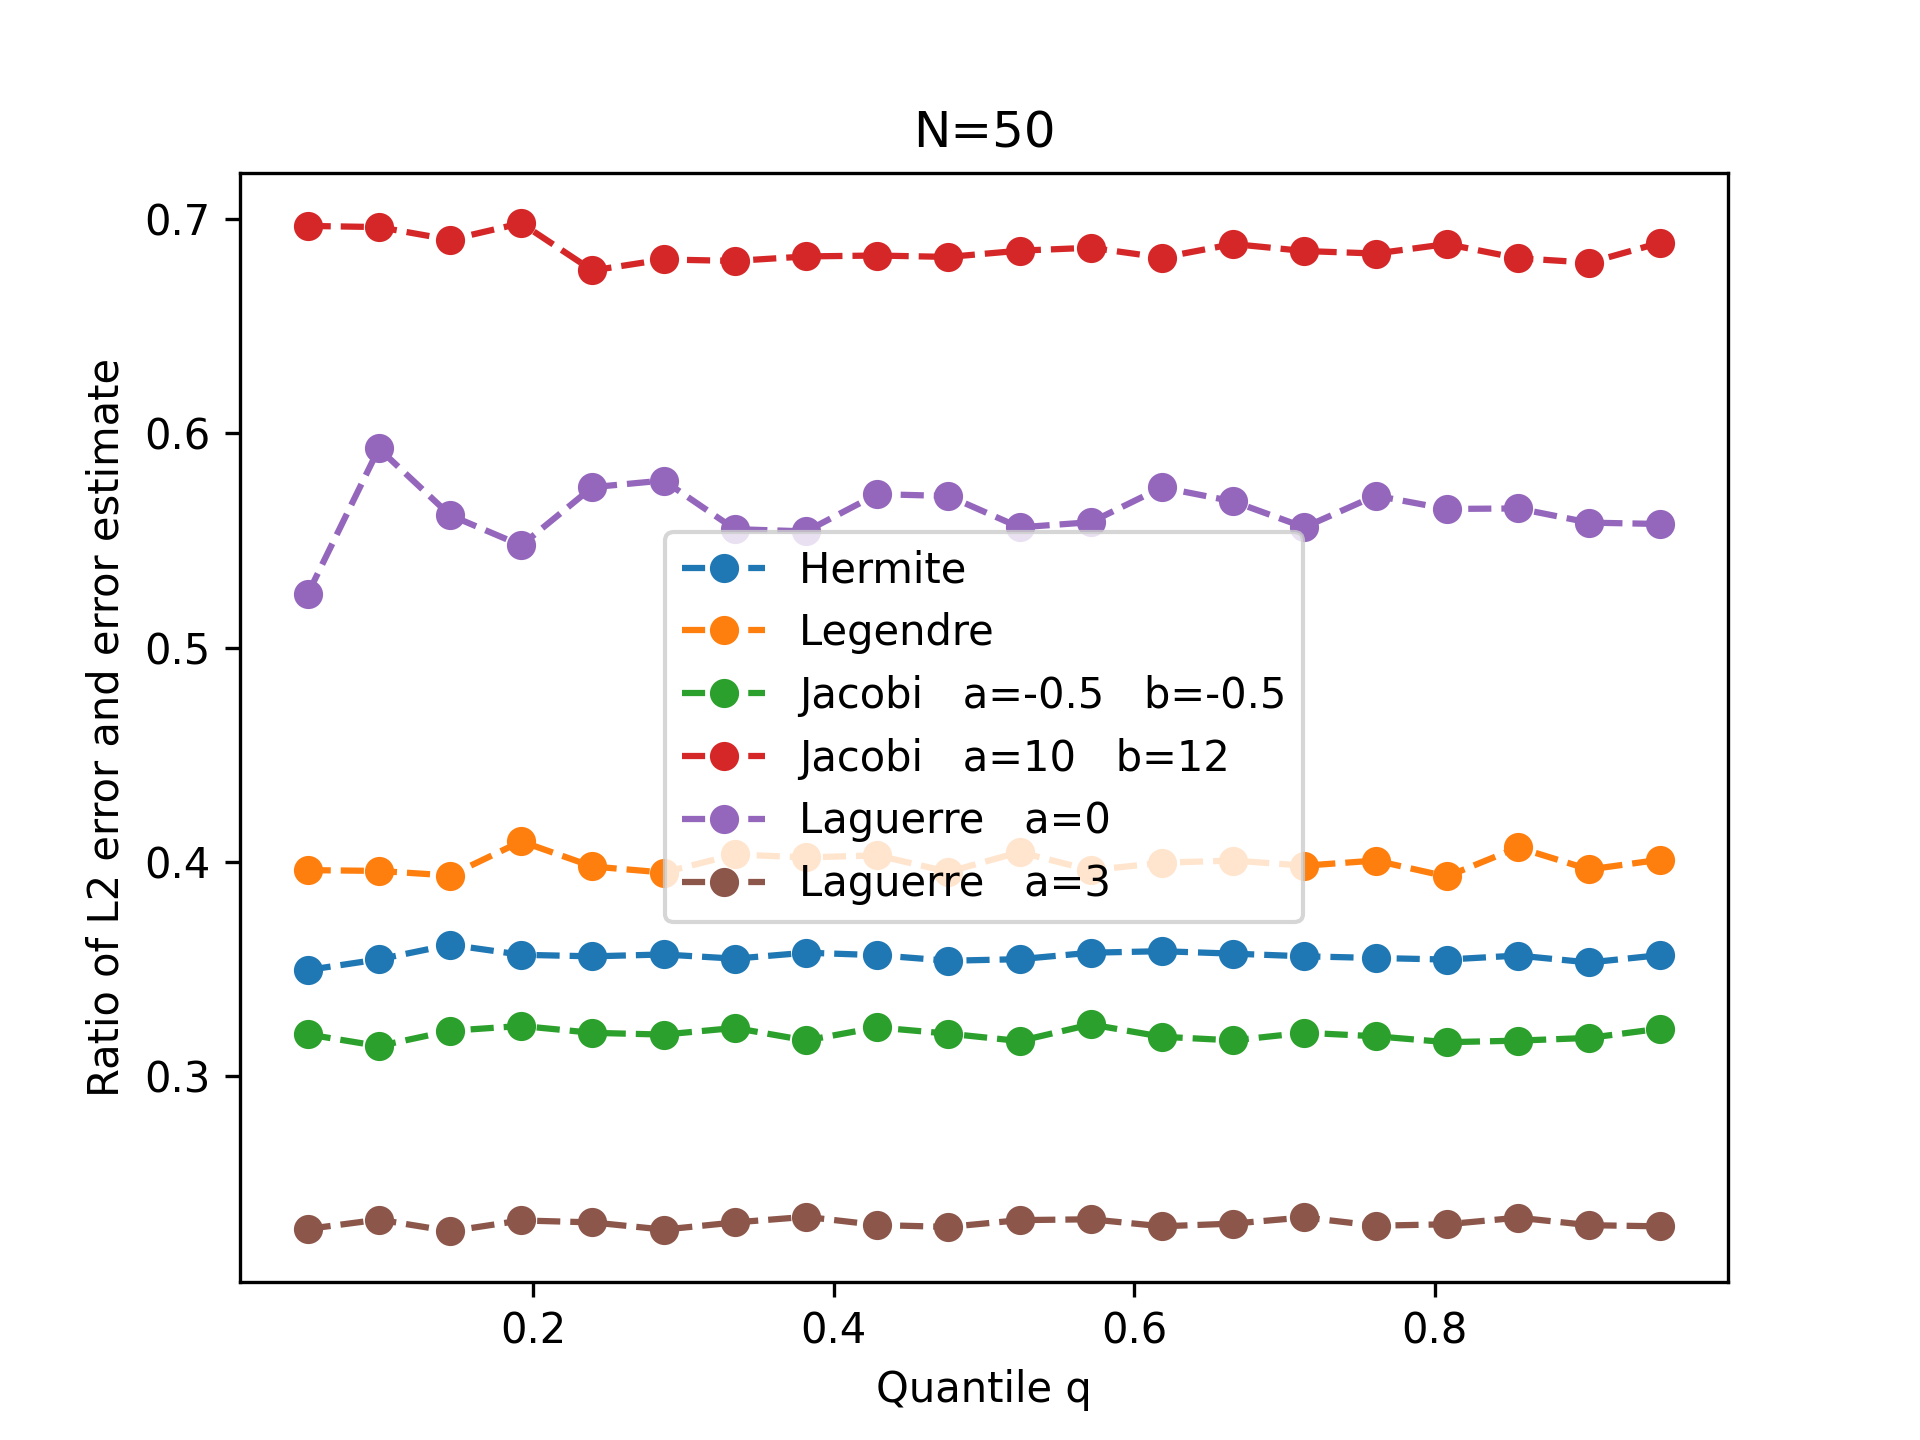 N=50
Ratio of L2 error and error estimate
0.7
0.6
0.5
0.4
0.3
Hermite
Legendre
Jacobi a=-0.5 b=-0.5
Jacobi a=10 b=12
Laguerre a=0
Laguerre a=3
0.2 0.4 0.6 0.8
Quantile q